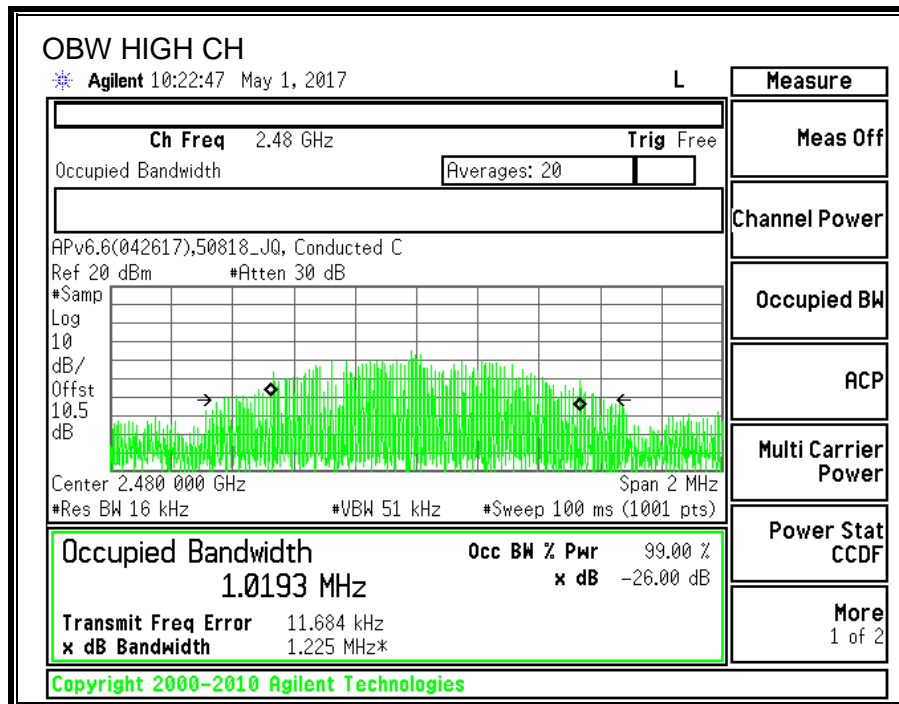 OBW HIGH CH
Agilent 10:22:47 May 1, 2017 L
Measure
Ch Freq 2.48 GHz Trig Free
Meas Off
Occupied Bandwidth Averages: 20
Channel Power
APv6.6(042617),50818_JQ, Conducted C
Ref 20 dBm #Atten 30 dB
#Samp
Log
10
dB/
Offst
10.5
dB
Occupied BW
ACP
Multi Carrier
Power
Center 2.480 000 GHz Span 2 MHz
#Res BW 16 kHz #VBW 51 kHz #Sweep 100 ms (1001 pts)
Power Stat
CCDF
Occupied Bandwidth Occ BW % Pwr 99.00 %
1.0193 MHz x dB -26.00 dB
Transmit Freq Error 11.684 kHz
x dB Bandwidth 1.225 MHz*
More
1 of 2
Copyright 2000-2010 Agilent Technologies